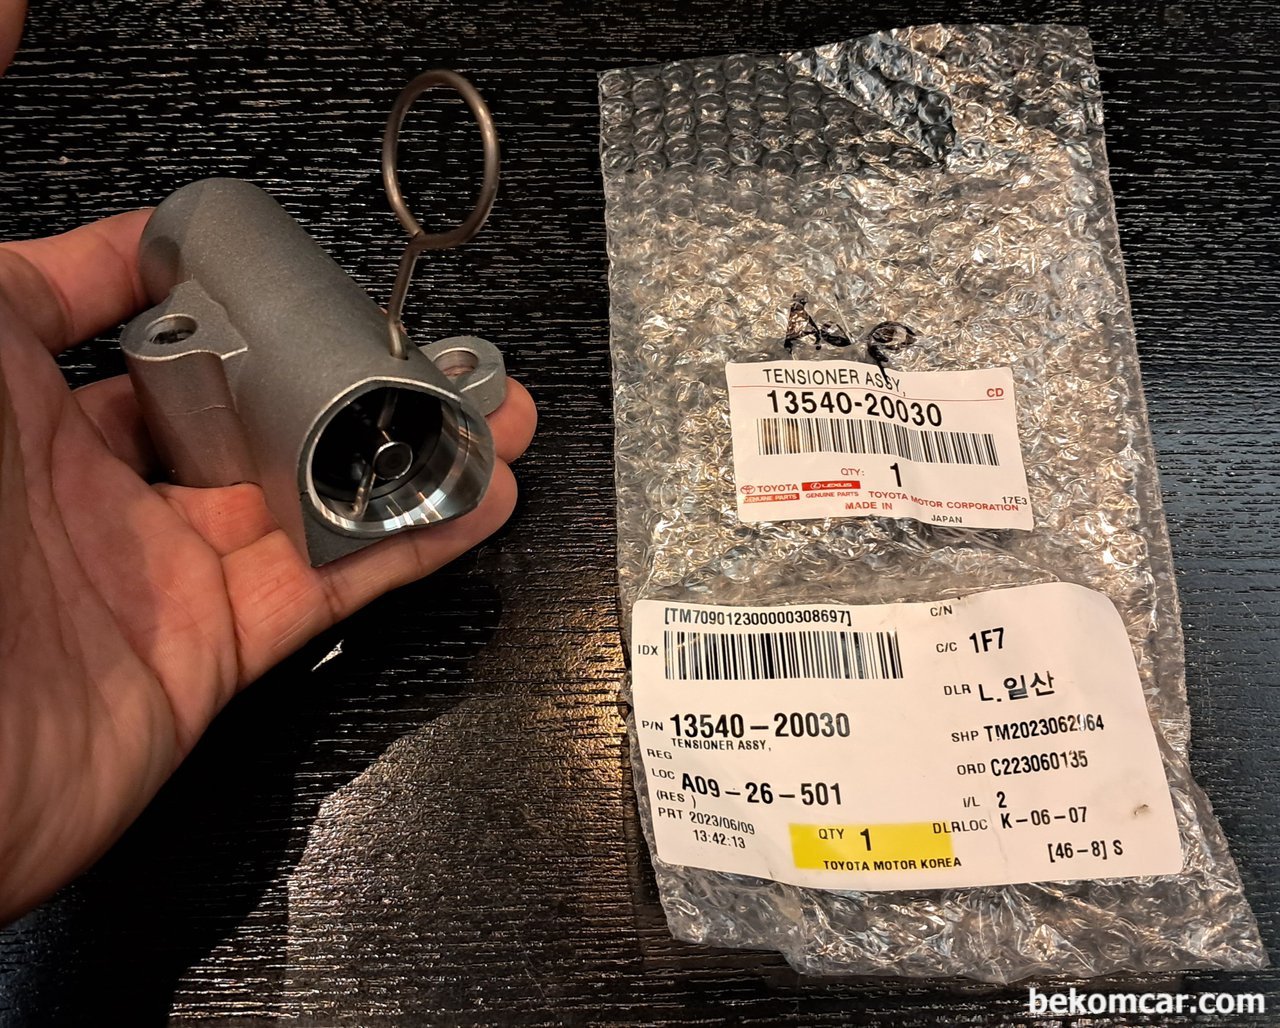 TENSIONER ASSY,
CD
13540-20030
QTY: 1
TOYOTA
GENUINE PARTS
LEXUS
GENUINE PARTS
TOYOTA MOTOR CORPORATION
17E3
MADE IN JAPAN
[TM709012300000308697]
IDX
P/N 13540-20030
TENSIONER ASSY,
REG
LOC A09-26-501
(RES )
PRT 2023/06/09
13:42:13
QTY 1
TOYOTA MOTOR KOREA
C/N
C/C 1F7
DLR L.일산
SHP TM2023062964
ORD C223060135
I/L 2
DLRLOC K-06-07
[46-8] S
bekomcar.com